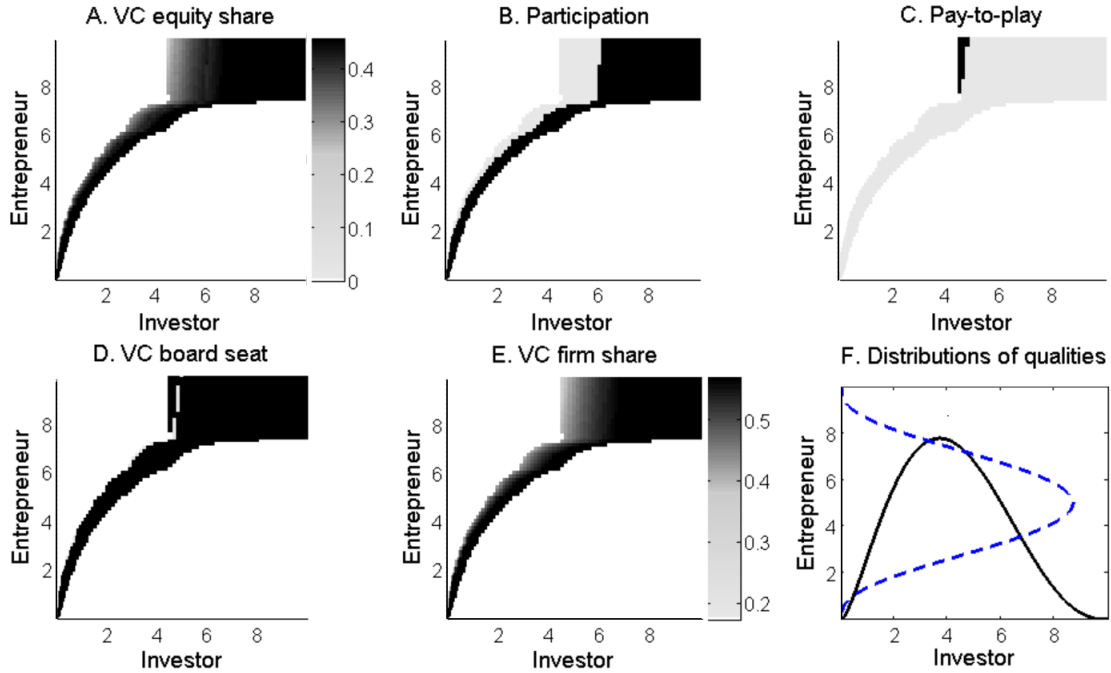 A. VC equity share
B. Participation
C. Pay-to-play
Entrepreneur
8
6
4
2
2 4 6 8
Investor
0.4
0.3
0.2
0.1
0
Entrepreneur
8
6
4
2
2 4 6 8
Investor
Entrepreneur
8
6
4
2
2 4 6 8
Investor
D. VC board seat
E. VC firm share
F. Distributions of qualities
Entrepreneur
8
6
4
2
2 4 6 8
Investor
Entrepreneur
8
6
4
2
2 4 6 8
Investor
0.5
0.4
0.3
0.2
Entrepreneur
8
6
4
2
2 4 6 8
Investor